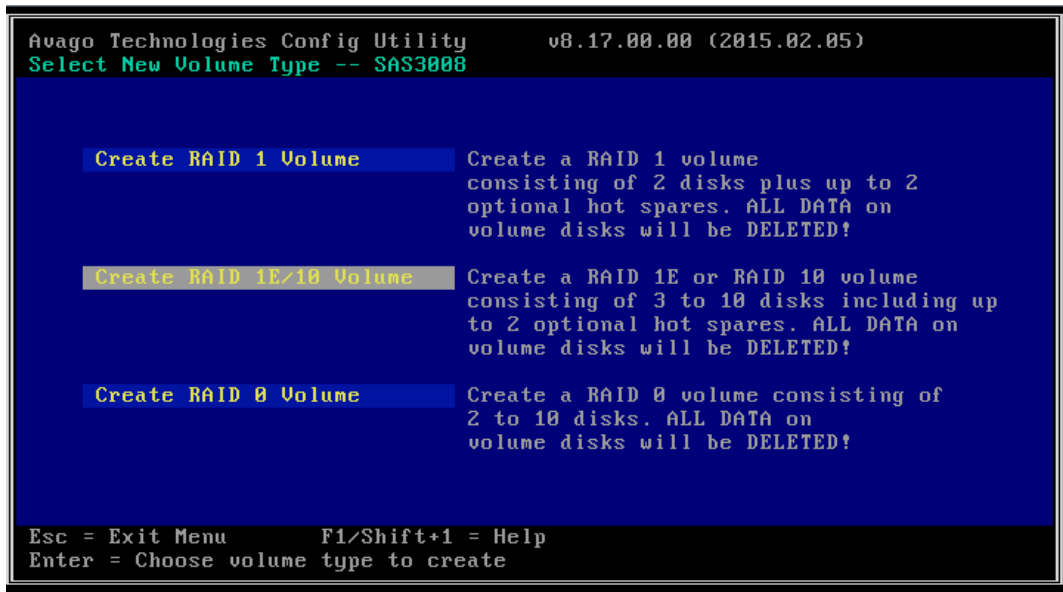 Avago Technologies Config Utility v8.17.00.00 (2015.02.05)
Select New Volume Type -- SAS3008
Create RAID 1 Volume
Create a RAID 1 volume
consisting of 2 disks plus up to 2
optional hot spares. ALL DATA on
volume disks will be DELETED!
Create RAID 1E/10 Volume
Create a RAID 1E or RAID 10 volume
consisting of 3 to 10 disks including up
to 2 optional hot spares. ALL DATA on
volume disks will be DELETED!
Create RAID 0 Volume
Create a RAID 0 volume consisting of
2 to 10 disks. ALL DATA on
volume disks will be DELETED!
Esc = Exit Menu F1/Shift+1 = Help
Enter = Choose volume type to create